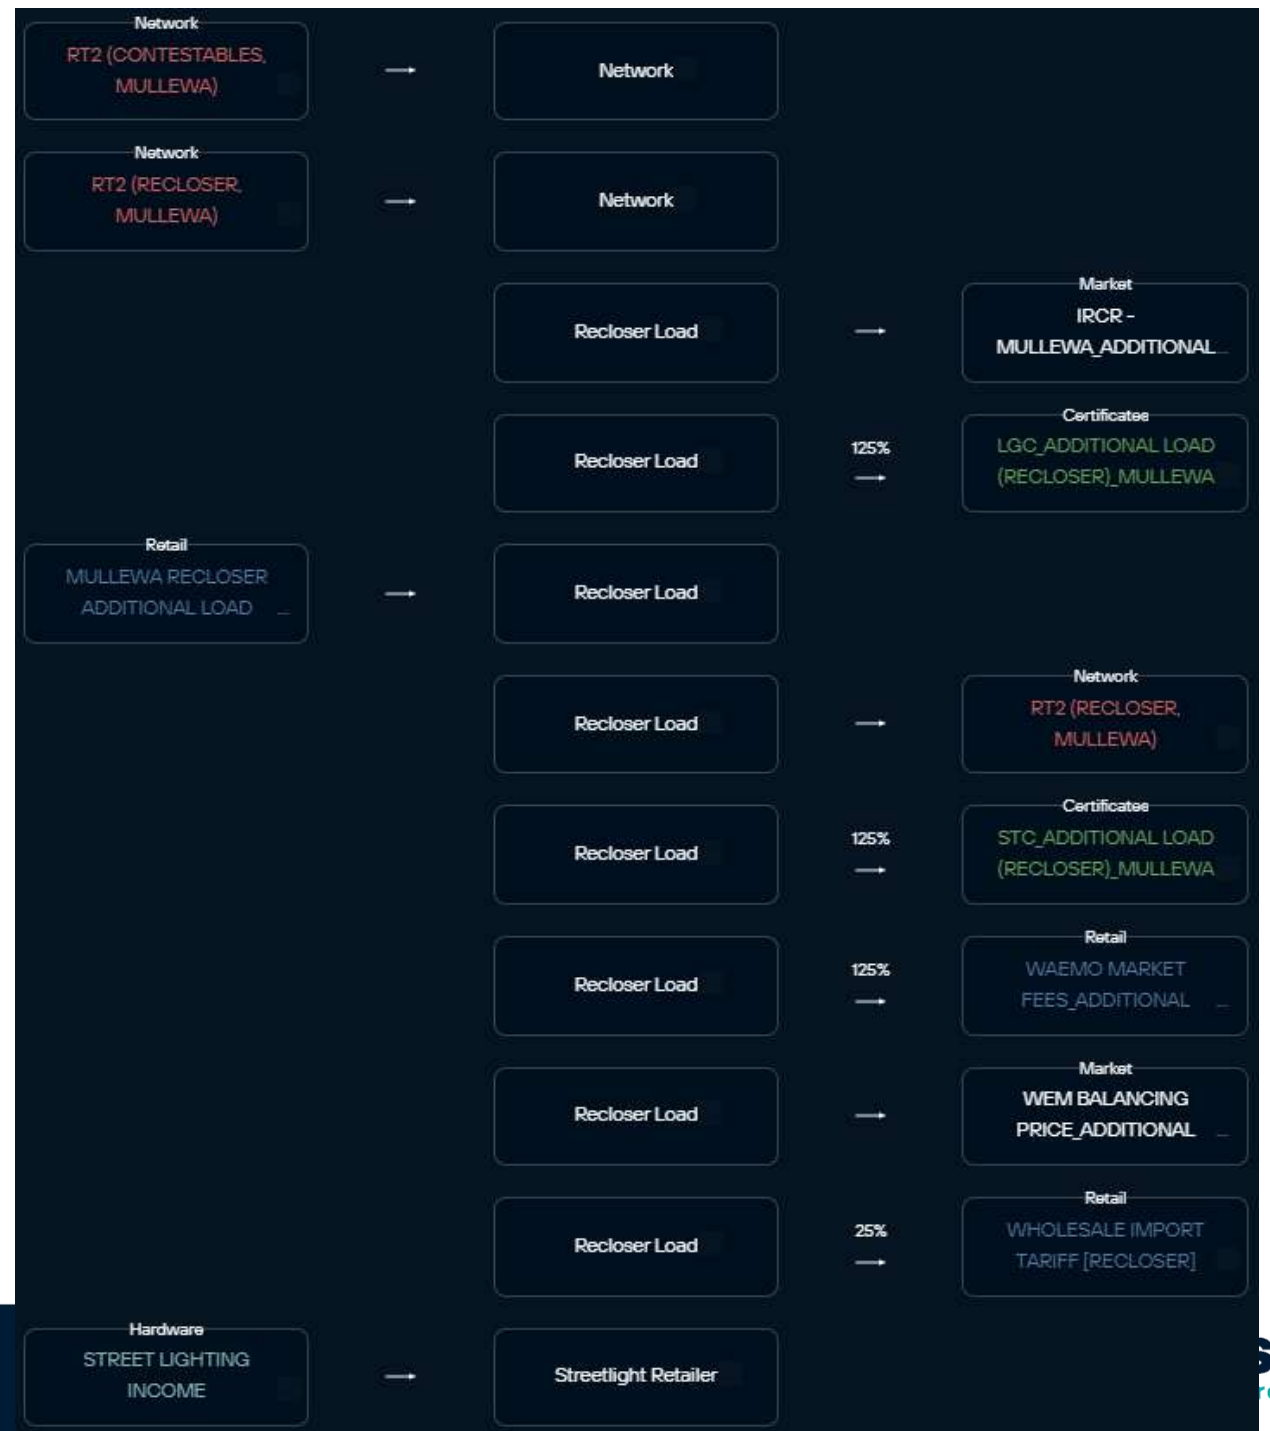 Network
RT2 (CONTESTABLES,
MULLEWA)
Network
Network
RT2 (RECLOSER,
MULLEWA)
Network
Recloser Load
Market
IRCR -
MULLEWA_ADDITIONAL...
Recloser Load
125%
Certificates
LGC_ADDITIONAL LOAD
(RECLOSER)_MULLEWA
Retail
MULLEWA RECLOSER
ADDITIONAL LOAD ...
Recloser Load
Recloser Load
Network
RT2 (RECLOSER,
MULLEWA)
Recloser Load
125%
Certificates
STC_ADDITIONAL LOAD
(RECLOSER)_MULLEWA
Recloser Load
125%
Retail
WAEMO MARKET
FEES_ADDITIONAL ...
Recloser Load
Market
WEM BALANCING
PRICE_ADDITIONAL ...
Recloser Load
25%
Retail
WHOLESALE IMPORT
TARIFF [RECLOSER]
Hardware
STREET LIGHTING
INCOME
Streetlight Retailer